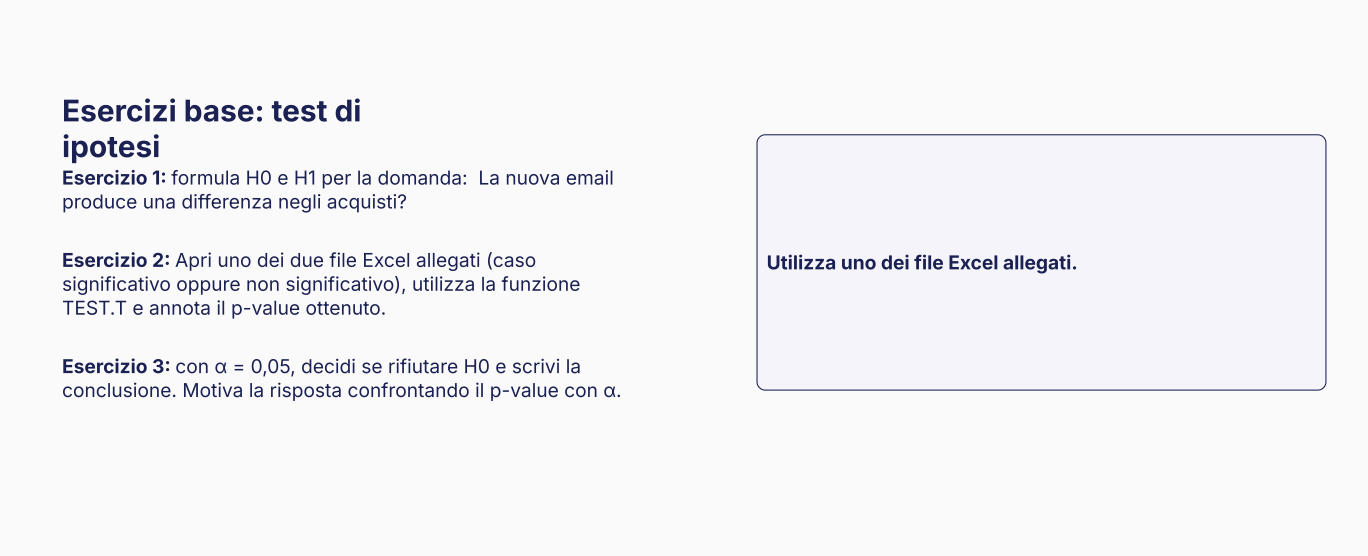 Esercizi base: test di
ipotesi
Esercizio 1: formula H0 e H1 per la domanda:  La nuova email
produce una differenza negli acquisti?
Esercizio 2: Apri uno dei due file Excel allegati (caso
significativo oppure non significativo), utilizza la funzione
TEST.T e annota il p-value ottenuto.
Esercizio 3: con α = 0,05, decidi se rifiutare H0 e scrivi la
conclusione. Motiva la risposta confrontando il p-value con α.
Utilizza uno dei file Excel allegati.